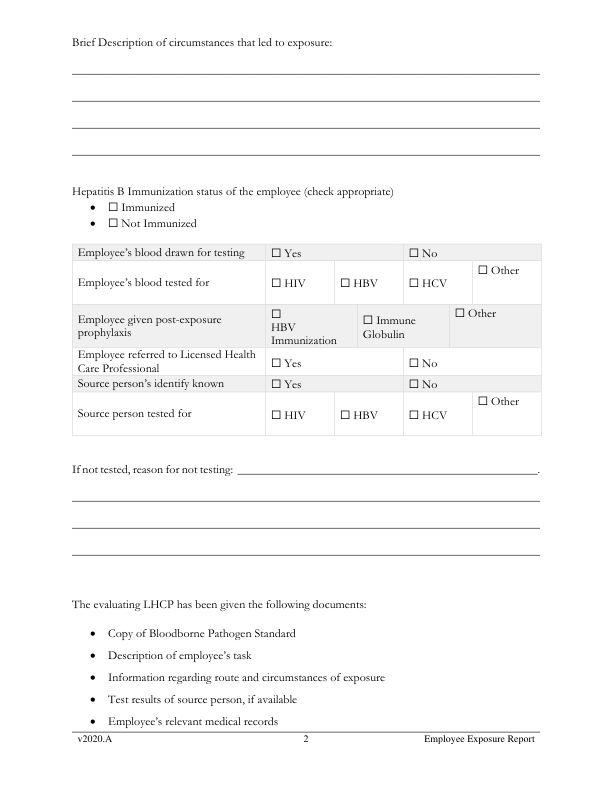 Brief Description of circumstances that led to exposure:
Hepatitis B Immunization status of the employee (check appropriate)
• ☐ Immunized
• ☐ Not Immunized
Employee’s blood drawn for testing ☐ Yes ☐ No
Employee’s blood tested for ☐ HIV ☐ HBV ☐ HCV ☐ Other
Employee given post-exposure
prophylaxis
☐
HBV
Immunization
☐ Immune
Globulin
☐ Other
Employee referred to Licensed Health
Care Professional
☐ Yes ☐ No
Source person’s identify known ☐ Yes ☐ No
Source person tested for ☐ HIV ☐ HBV ☐ HCV ☐ Other
If not tested, reason for not testing: .
The evaluating LHCP has been given the following documents:
• Copy of Bloodborne Pathogen Standard
• Description of employee’s task
• Information regarding route and circumstances of exposure
• Test results of source person, if available
• Employee’s relevant medical records
v2020.A 2 Employee Exposure Report